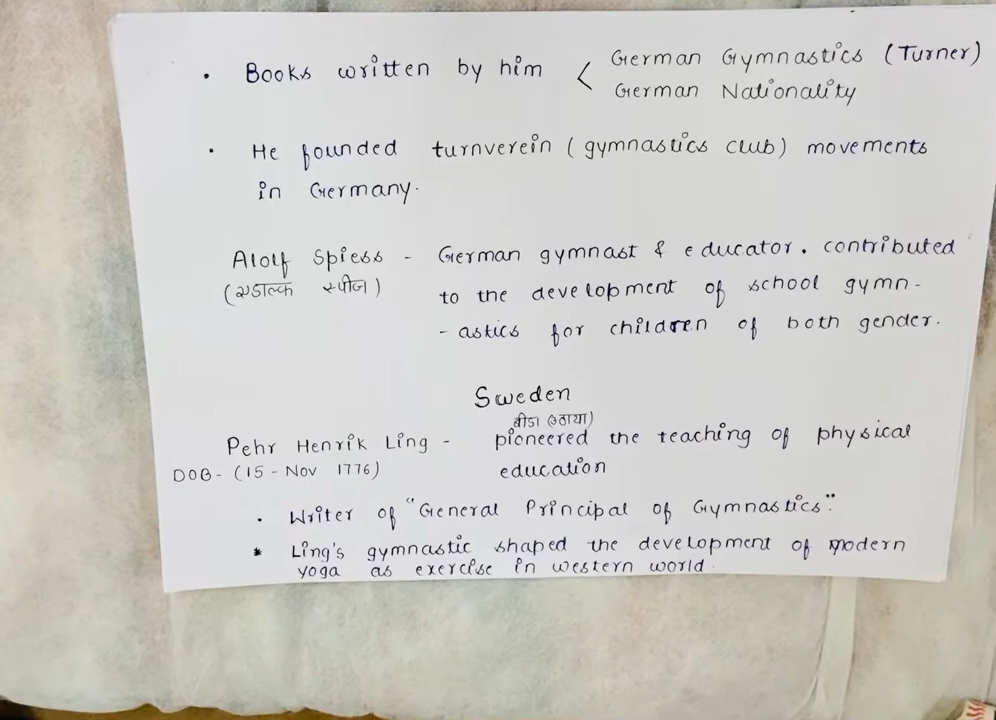 • Books written by him < German Gymnastics (Turner)
German Nationality
• He founded turnverein (gymnastics club) movements
in Germany.
Alolf Spiess - German gymnast & educator. contributed
(अडाल्फ स्पीज) to the development of school gymn-
-astics for children of both gender.
Sweden
बीड़ा उठाया)
Pehr Henrik Ling - pioneered the teaching of physical
DOB - (15 - Nov 1776) education
• Writer of "General Principal of Gymnastics".
* Ling's gymnastic shaped the development of modern
yoga as exercise in western world.